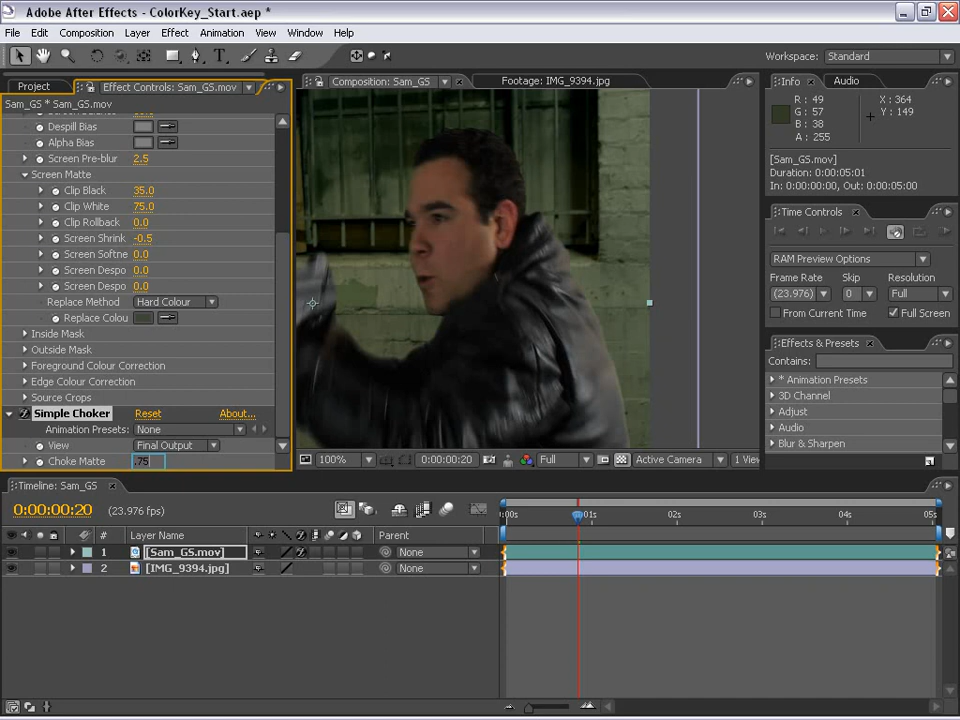 Adobe After Effects - ColorKey_Start.aep *
File Edit Composition Layer Effect Animation View Window Help
Workspace: Standard
Project Effect Controls: Sam_GS.mov
Sam_GS * Sam_GS.mov
Despill Bias
Alpha Bias
Screen Pre-blur 2.5
Screen Matte
Clip Black 35.0
Clip White 75.0
Clip Rollback 0.0
Screen Shrink -0.5
Screen Softne 0.0
Screen Despo 0.0
Screen Despo 0.0
Replace Method Hard Colour
Replace Colou
Inside Mask
Outside Mask
Foreground Colour Correction
Edge Colour Correction
Source Crops
Simple Choker Reset About...
Animation Presets: None
View Final Output
Choke Matte .75
Composition: Sam_GS Footage: IMG_9394.jpg
100% 0:00:00:20 Full Active Camera 1 Vie
Info Audio
R: 49 X: 364
G: 57 Y: 149
B: 38
A: 255
[Sam_GS.mov]
Duration: 0:00:05:01
In: 0:00:00:00, Out: 0:00:05:00
Time Controls
RAM Preview Options
Frame Rate Skip Resolution
(23.976) 0 Full
From Current Time Full Screen
Effects & Presets
Contains:
* Animation Presets
3D Channel
Adjust
Audio
Blur & Sharpen
Timeline: Sam_GS
0:00:00:20 (23.976 fps)
:00s 01s 02s 03s 04s 05s
# Layer Name Parent
1 [Sam_GS.mov] None
2 [IMG_9394.jpg] None